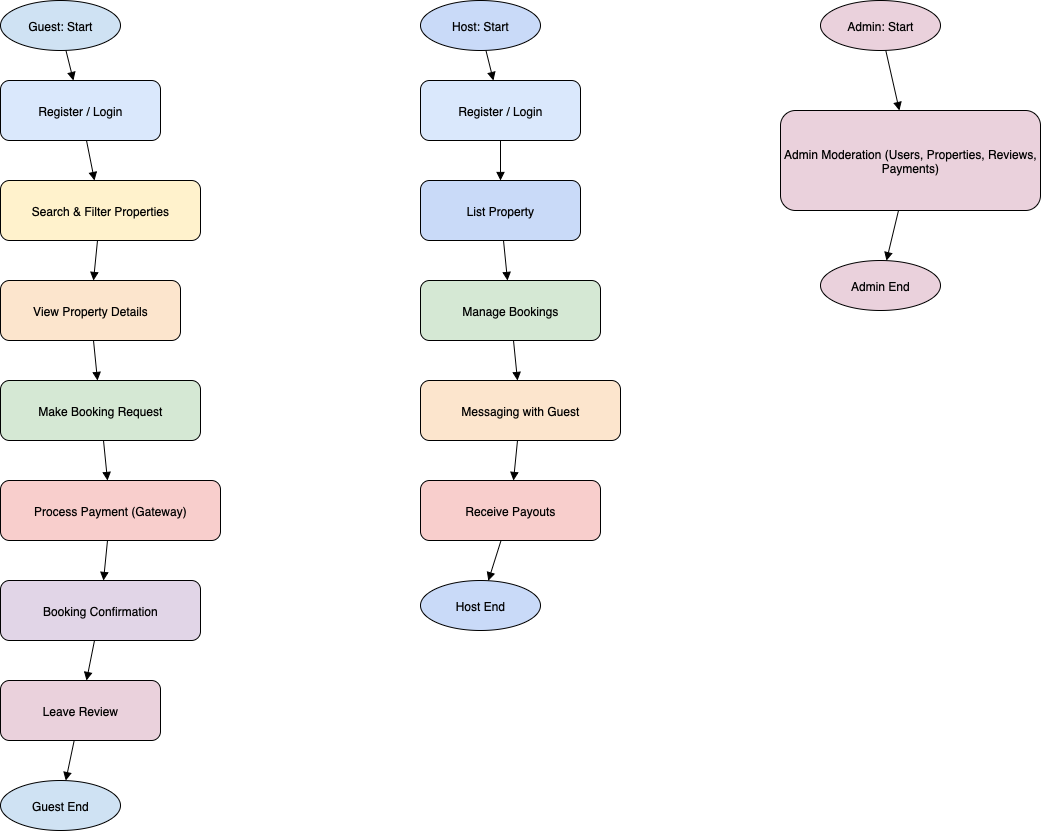 Guest: Start
Register / Login
Search & Filter Properties
View Property Details
Make Booking Request
Process Payment (Gateway)
Booking Confirmation
Leave Review
Guest End
Host: Start
Register / Login
List Property
Manage Bookings
Messaging with Guest
Receive Payouts
Host End
Admin: Start
Admin Moderation (Users, Properties, Reviews,
Payments)
Admin End